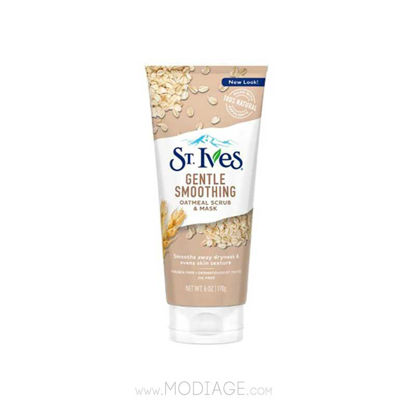 New Look!
100% NATURAL
ST. IVES
GENTLE
SMOOTHING
OATMEAL SCRUB
& MASK
Smooths away dryness &
evens skin texture
NET WT. 6 OZ (170g)
www.MODIAGE.com